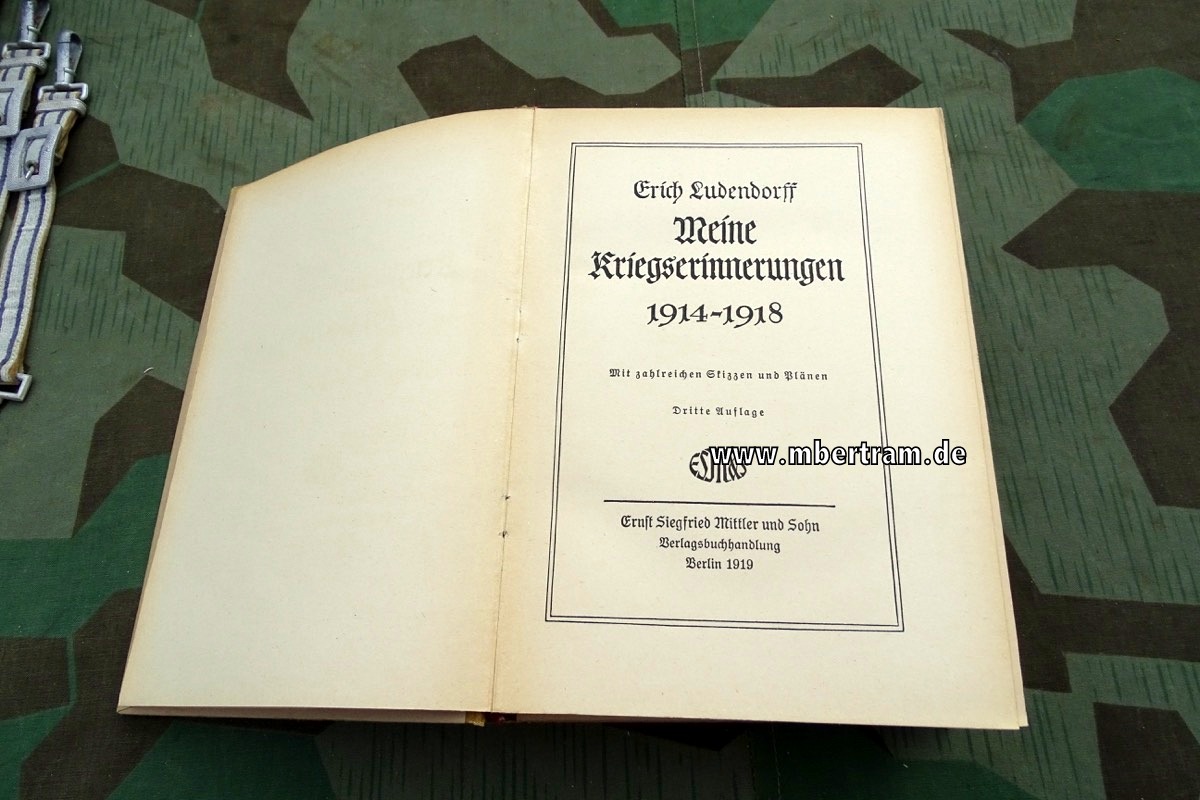 Erich Ludendorff
Meine
Kriegserinnerungen
1914-1918
Mit zahlreichen Skizzen und Plänen
Dritte Auflage
www.mbertram.de
Ernst Siegfried Mittler und Sohn
Verlagsbuchhandlung
Berlin 1919